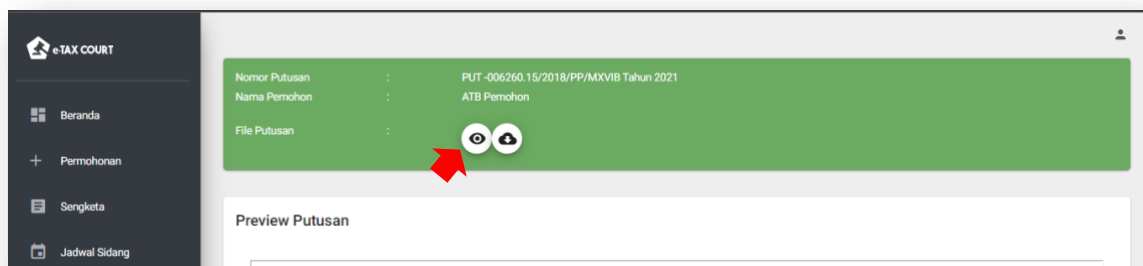 e-TAX COURT
Nomor Putusan : PUT -006260.15/2018/PP/MXVIB Tahun 2021
Nama Pemohon : ATB Pemohon
File Putusan :
Beranda
Permohonan
Sengketa
Jadwal Sidang
Preview Putusan